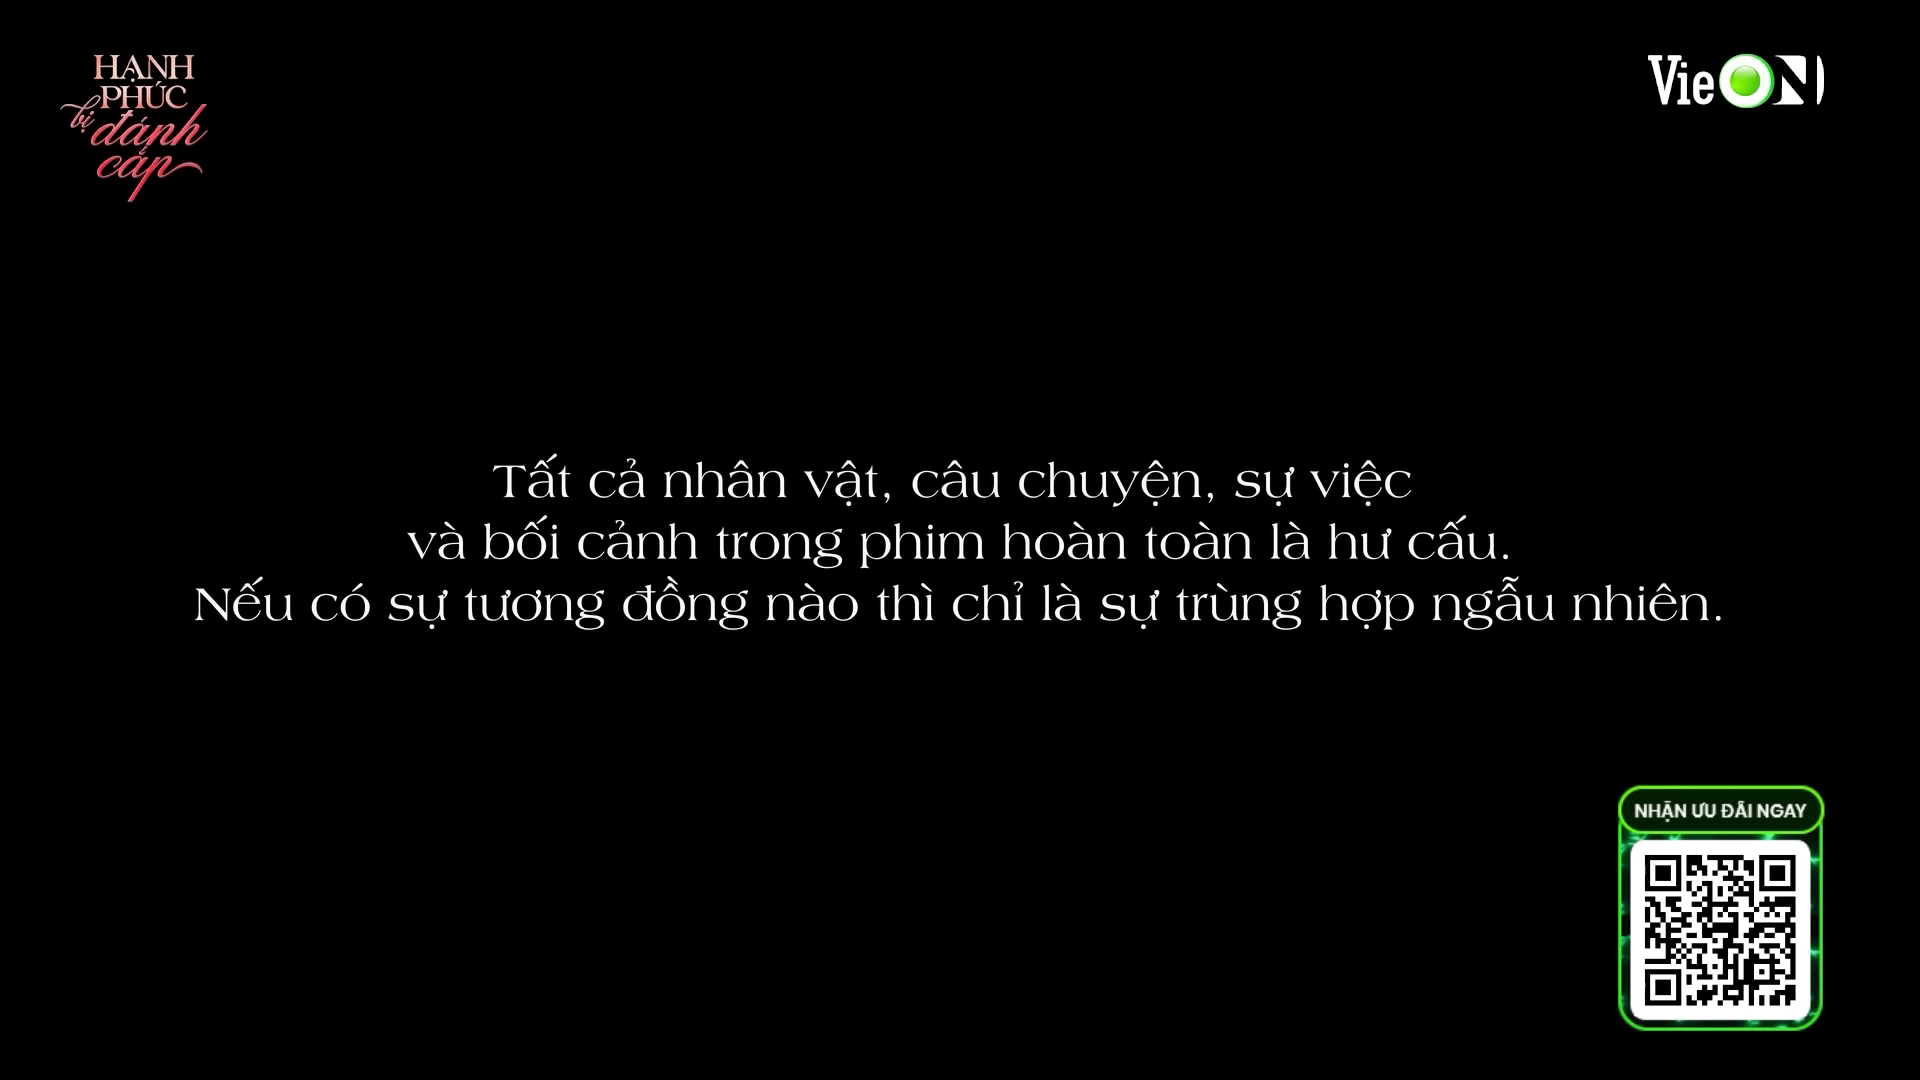 HẠNH
PHÚC
bị đánh
cắp
VieON
Tất cả nhân vật, câu chuyện, sự việc
và bối cảnh trong phim hoàn toàn là hư cấu.
Nếu có sự tương đồng nào thì chỉ là sự trùng hợp ngẫu nhiên.
NHẬN ƯU ĐÃI NGAY